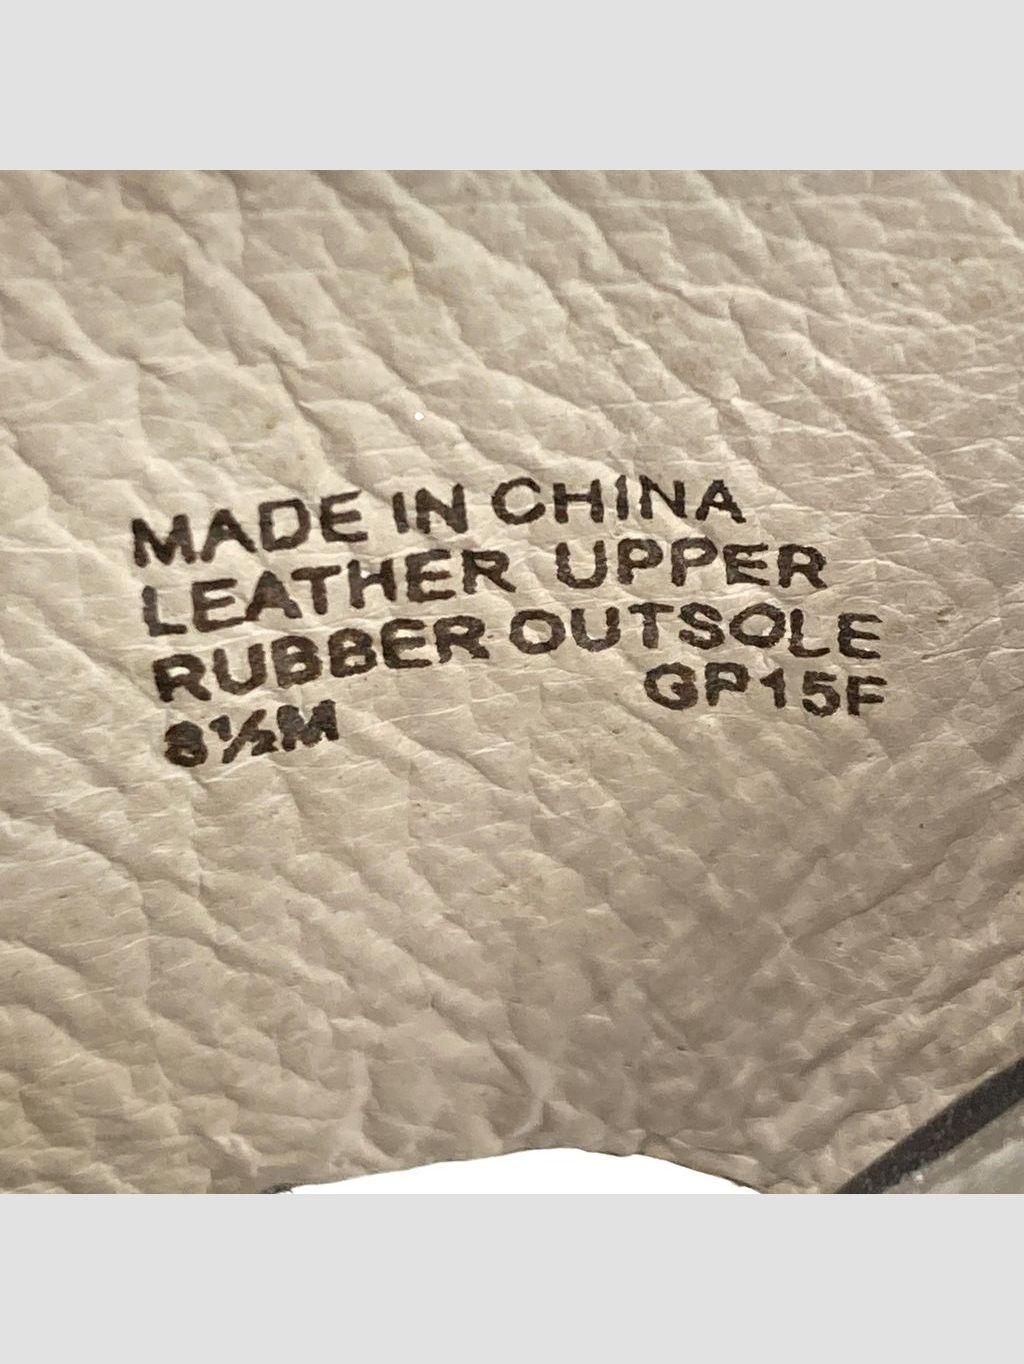 MADE IN CHINA
LEATHER UPPER
RUBBER OUTSOLE
8½M GP15F